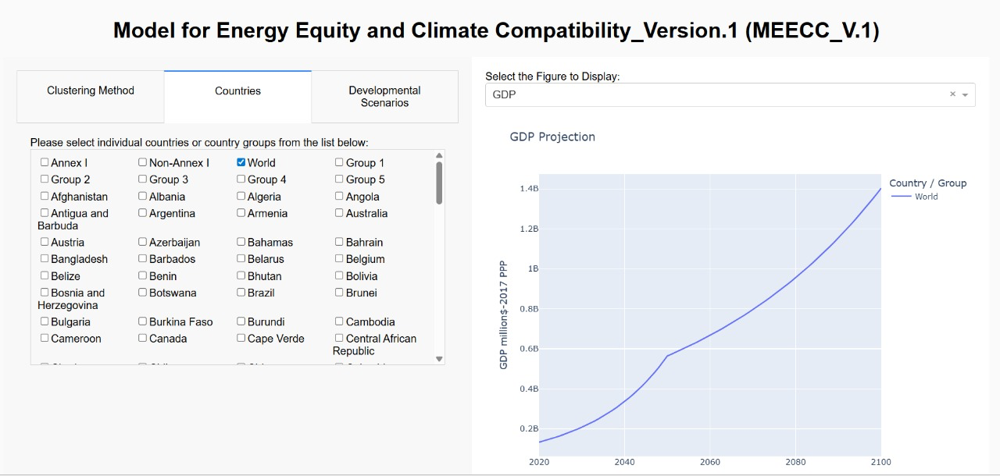 Model for Energy Equity and Climate Compatibility_Version.1 (MEECC_V.1)
Clustering Method
Countries
Developmental
Scenarios
Please select individual countries or country groups from the list below:
Annex I Non-Annex I World Group 1
Group 2 Group 3 Group 4 Group 5
Afghanistan Albania Algeria Angola
Antigua and Argentina Armenia Australia
Barbuda
Austria Azerbaijan Bahamas Bahrain
Bangladesh Barbados Belarus Belgium
Belize Benin Bhutan Bolivia
Bosnia and Botswana Brazil Brunei
Herzegovina
Bulgaria Burkina Faso Burundi Cambodia
Cameroon Canada Cape Verde Central African
Republic
Select the Figure to Display:
GDP
GDP Projection
GDP million$-2017 PPP
1.4B
1.2B
1B
0.8B
0.6B
0.4B
0.2B
2020 2040 2060 2080 2100
Country / Group
World